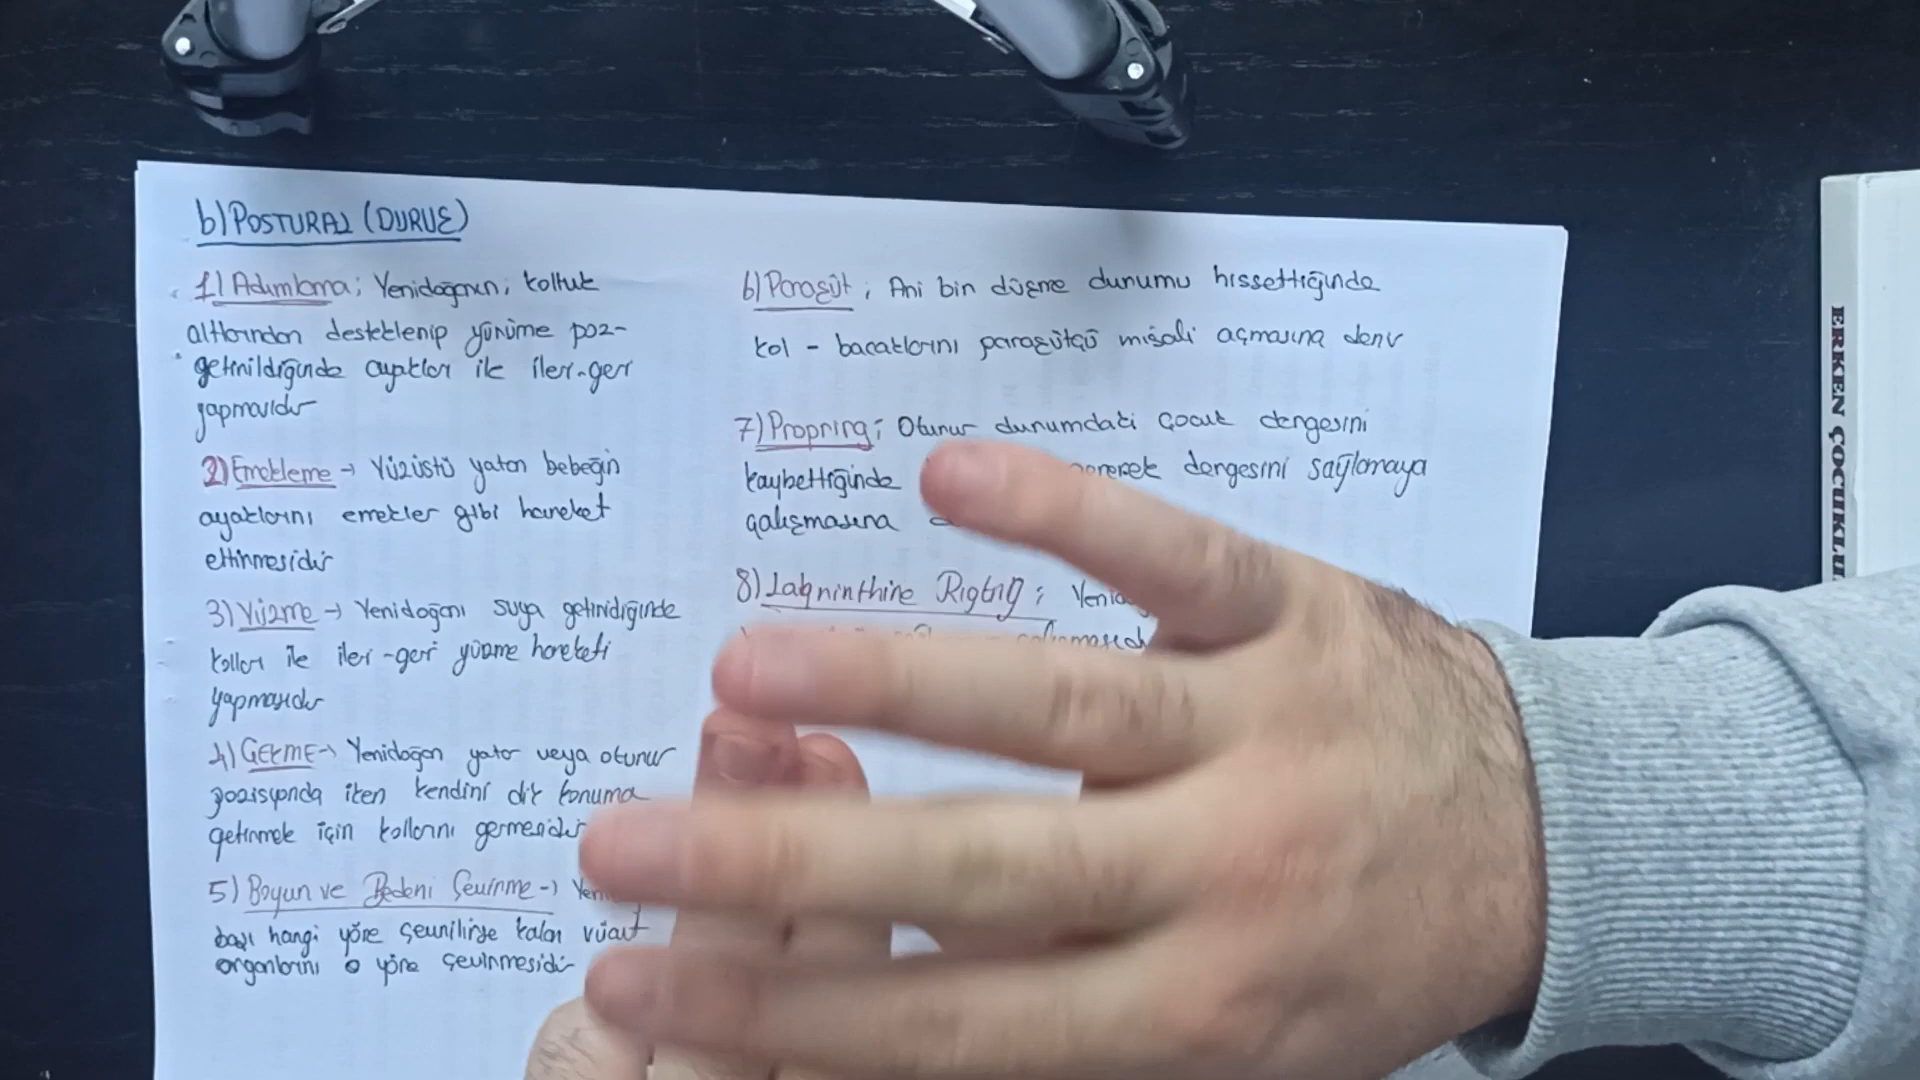 b) POSTURAL (DURUŞ)
1) Adımlama; Yenidoğanın; koltuk
altlarından desteklenip yürüme poz-
getirildiğinde ayaklar ile ileri-geri
yapmasıdır
2) Emekleme → Yüzüstü yatan bebeğin
ayaklarını emekler gibi hareket
ettirmesidir
3) Yüzme → Yenidoğanı suya getirildiğinde
kolları ile ileri-geri yüzme hareketi
yapmasıdır
4) Germe → Yenidoğan yatar veya oturur
pozisyonda iken kendini dik konuma
getirmek için kollarını germesidir
5) Boyun ve Bedeni Çevirme →
başı hangi yöne çevrilirse kalan vücut
organlarını o yöne çevirmesidir
6) Paraşüt; Ani bir düşme durumu hissettiğinde
kol - bacaklarını paraşütçü misali açmasına denir
7) Propring; Oturur durumdaki çocuk dengesini
kaybettiğinde dengesini sağlamaya
çalışmasına
8) Labrinthine Rigting;
ERKEN ÇOCUKLU